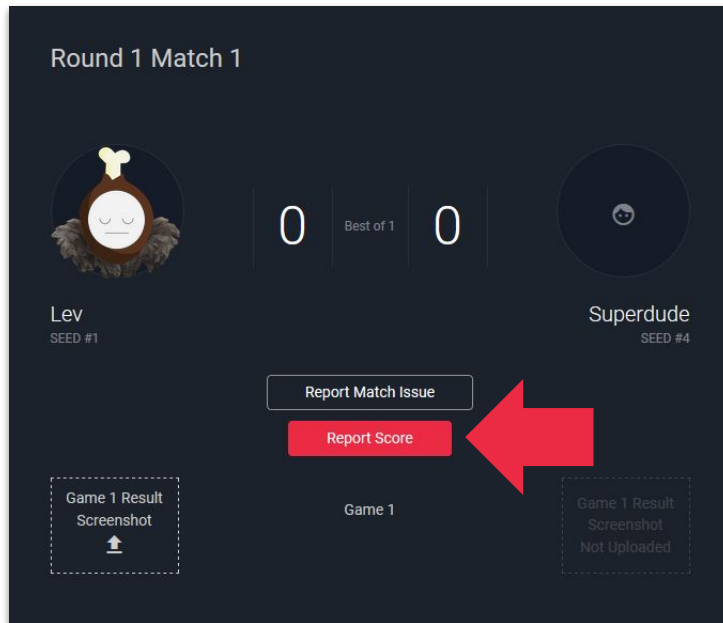 Round 1 Match 1
0 Best of 1 0
Lev
SEED #1
Superdude
SEED #4
Report Match Issue
Report Score
Game 1 Result
Screenshot
Game 1
Game 1 Result
Screenshot
Not Uploaded